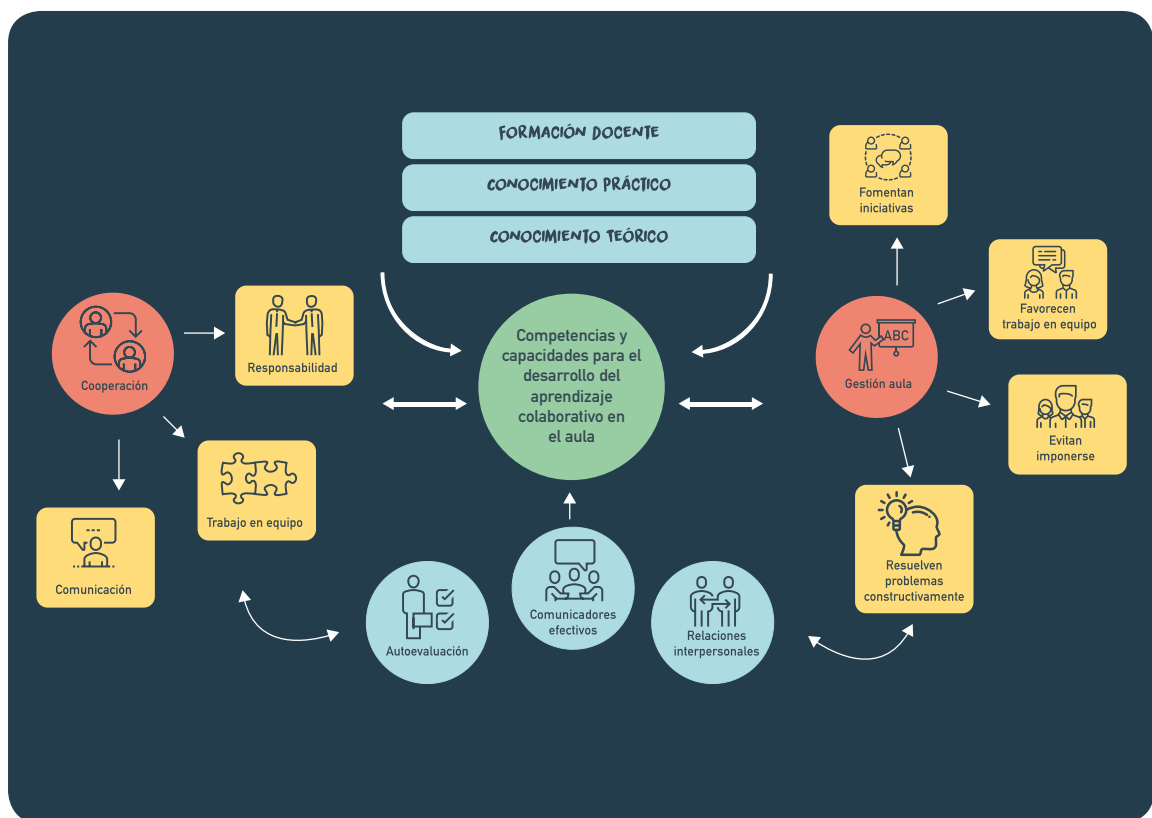 FORMACIÓN DOCENTE
CONOCIMIENTO PRÁCTICO
CONOCIMIENTO TEÓRICO
Competencias y
capacidades para el
desarrollo del
aprendizaje
colaborativo en
el aula
Cooperación
Responsabilidad
Trabajo en equipo
Comunicación
Autoevaluación
Comunicadores
efectivos
Relaciones
interpersonales
ABC
Gestión aula
Fomentan
iniciativas
Favorecen
trabajo en equipo
Evitan
imponerse
Resuelven
problemas
constructivamente